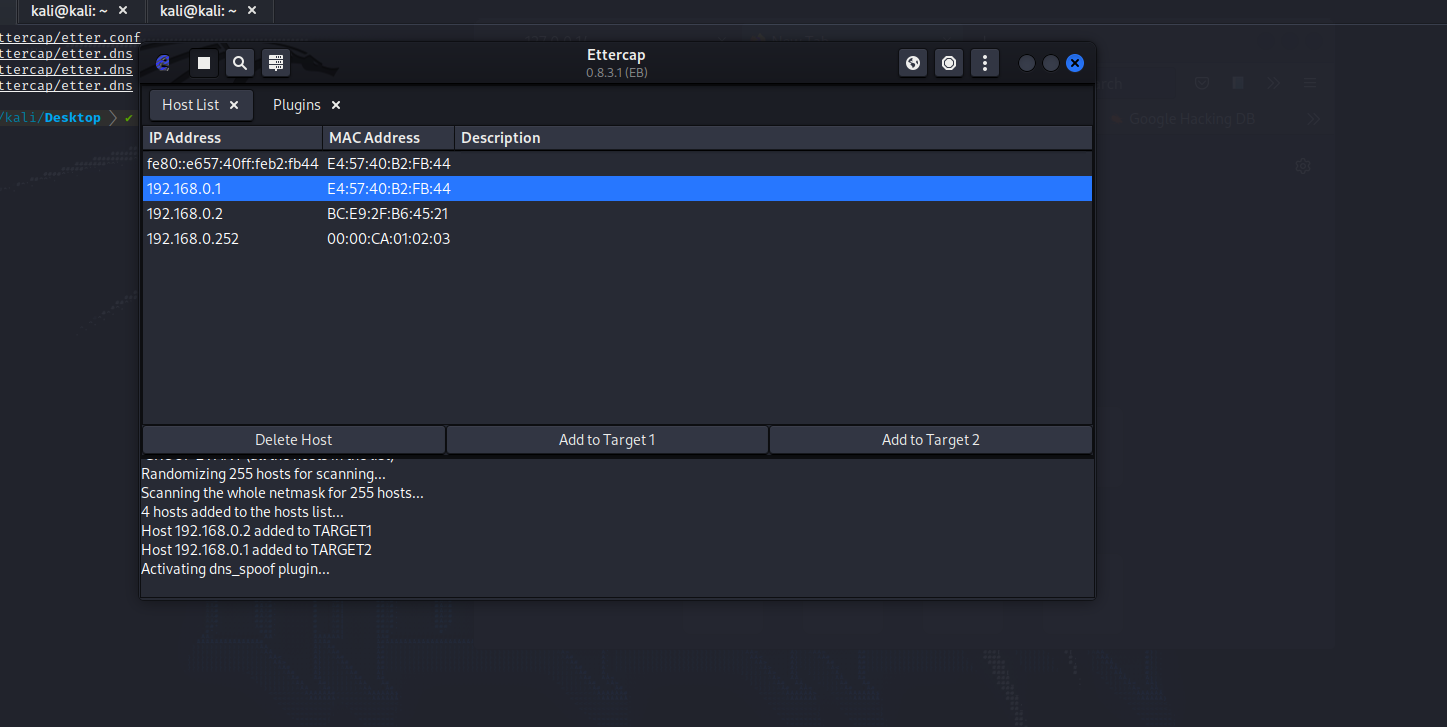 kali@kali: ~ × kali@kali: ~ ×
ttercap/etter.conf
ttercap/etter.dns
ttercap/etter.dns
ttercap/etter.dns
/kali/Desktop
Ettercap
0.8.3.1 (EB)
Host List × Plugins ×
IP Address MAC Address Description
fe80::e657:40ff:feb2:fb44 E4:57:40:B2:FB:44
192.168.0.1 E4:57:40:B2:FB:44
192.168.0.2 BC:E9:2F:B6:45:21
192.168.0.252 00:00:CA:01:02:03
Delete Host Add to Target 1 Add to Target 2
Randomizing 255 hosts for scanning...
Scanning the whole netmask for 255 hosts...
4 hosts added to the hosts list...
Host 192.168.0.2 added to TARGET1
Host 192.168.0.1 added to TARGET2
Activating dns_spoof plugin...
Google Hacking DB